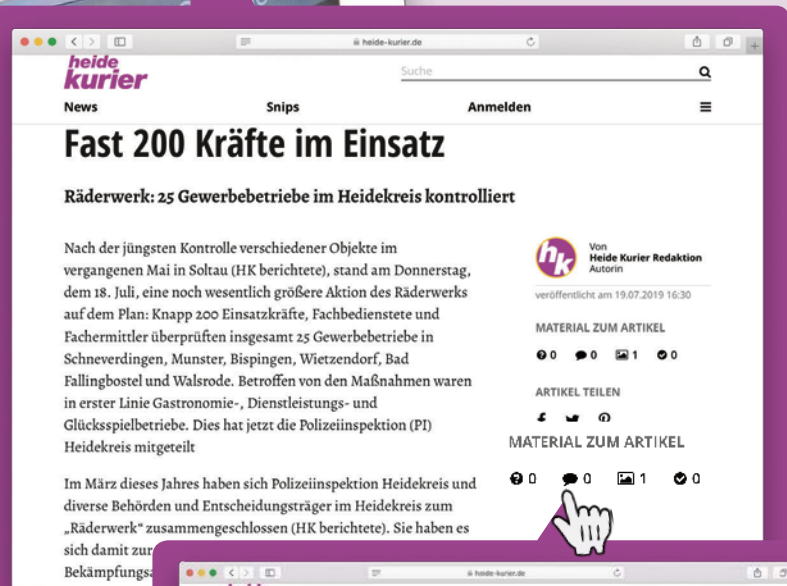 heide-kurier.de
heide
kurier
Suche
News Snips Anmelden
Fast 200 Kräfte im Einsatz
Räderwerk: 25 Gewerbebetriebe im Heidekreis kontrolliert
Nach der jüngsten Kontrolle verschiedener Objekte im
vergangenen Mai in Soltau (HK berichtete), stand am Donnerstag,
dem 18. Juli, eine noch wesentlich größere Aktion des Räderwerks
auf dem Plan: Knapp 200 Einsatzkräfte, Fachbedienstete und
Fachermittler überprüften insgesamt 25 Gewerbebetriebe in
Schneverdingen, Munster, Bispingen, Wietzendorf, Bad
Fallingbostel und Walsrode. Betroffen von den Maßnahmen waren
in erster Linie Gastronomie-, Dienstleistungs- und
Glücksspielbetriebe. Dies hat jetzt die Polizeiinspektion (PI)
Heidekreis mitgeteilt
Im März dieses Jahres haben sich Polizeiinspektion Heidekreis und
diverse Behörden und Entscheidungsträger im Heidekreis zum
„Räderwerk“ zusammengeschlossen (HK berichtete). Sie haben es
sich damit zur
hk
Von
Heide Kurier Redaktion
Autorin
veröffentlicht am 19.07.2019 16:30
MATERIAL ZUM ARTIKEL
0 0 1 0
ARTIKEL TEILEN
MATERIAL ZUM ARTIKEL
0 0 1 0
heide-kurier.de